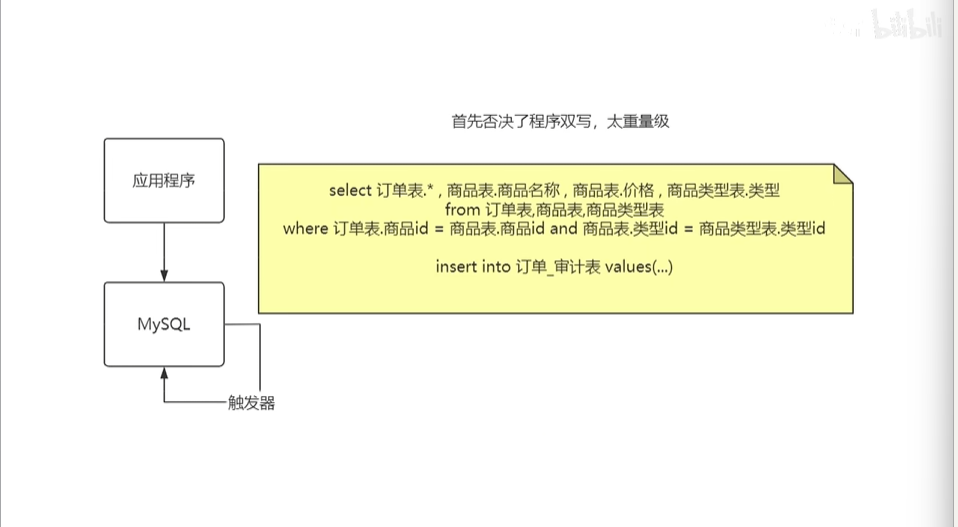 bilibili
首先否决了程序双写，太重量级
应用程序
select 订单表.* , 商品表.商品名称 , 商品表.价格 , 商品类型表.类型
from 订单表,商品表,商品类型表
where 订单表.商品id = 商品表.商品id and 商品表.类型id = 商品类型表.类型id
insert into 订单_审计表 values(...)
MySQL
触发器